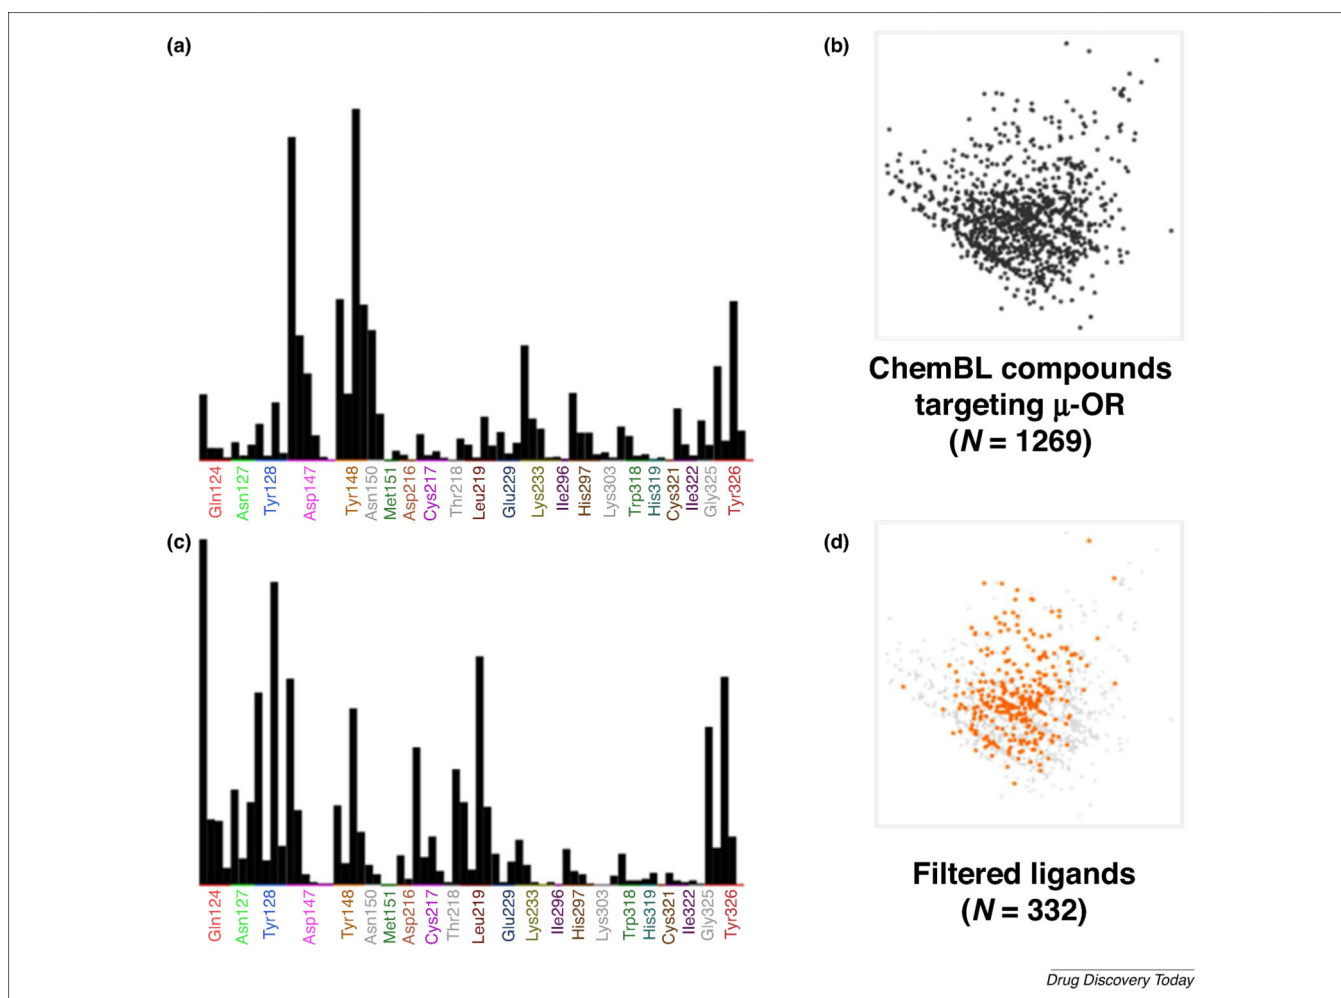 (a)
Gln124 Asn127 Tyr128 Asp147 Tyr148 Asn150 Met151 Asp216 Cys217 Thr218 Leu219 Glu229 Lys233 Ile296 His297 Lys303 Trp318 His319 Cys321 Ile322 Gly325 Tyr326
(b)
ChemBL compounds
targeting μ-OR
(N = 1269)
(c)
Gln124 Asn127 Tyr128 Asp147 Tyr148 Asn150 Met151 Asp216 Cys217 Thr218 Leu219 Glu229 Lys233 Ile296 His297 Lys303 Trp318 His319 Cys321 Ile322 Gly325 Tyr326
(d)
Filtered ligands
(N = 332)
Drug Discovery Today